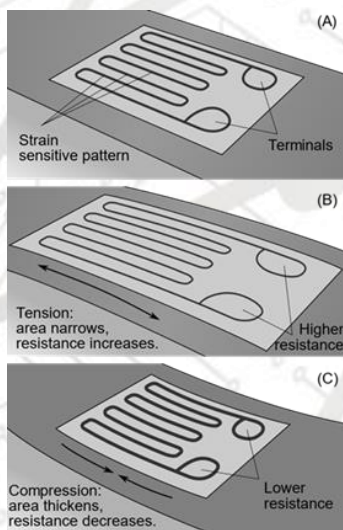 (A)
Strain
sensitive pattern
Terminals
(B)
Tension:
area narrows,
resistance increases.
Higher
resistance
(C)
Compression:
area thickens,
resistance decreases.
Lower
resistance